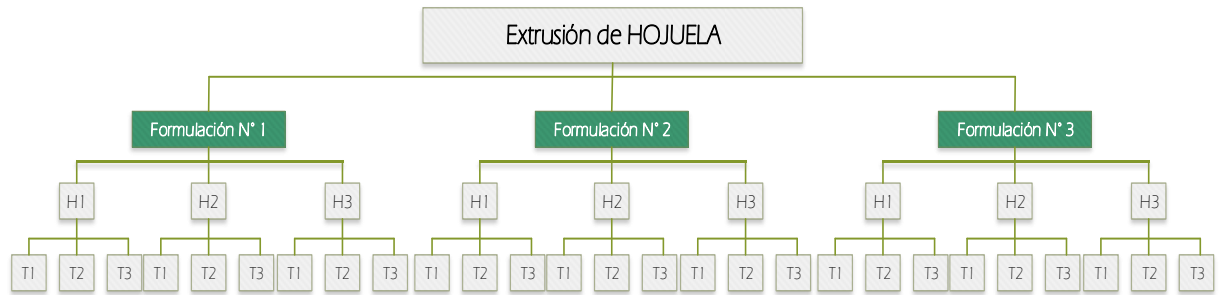 Extrusión de HOJUELA
Formulación N° 1 Formulación N° 2 Formulación N° 3
H1 H2 H3 H1 H2 H3 H1 H2 H3
T1 T2 T3 T1 T2 T3 T1 T2 T3 T1 T2 T3 T1 T2 T3 T1 T2 T3 T1 T2 T3 T1 T2 T3 T1 T2 T3